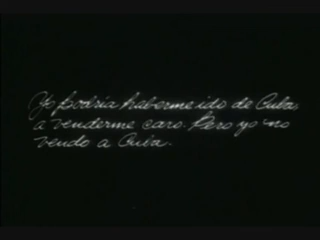 Yo podría haberme ido de Cuba,
a venderme caro. Pero yo no
vendo a Cuba.